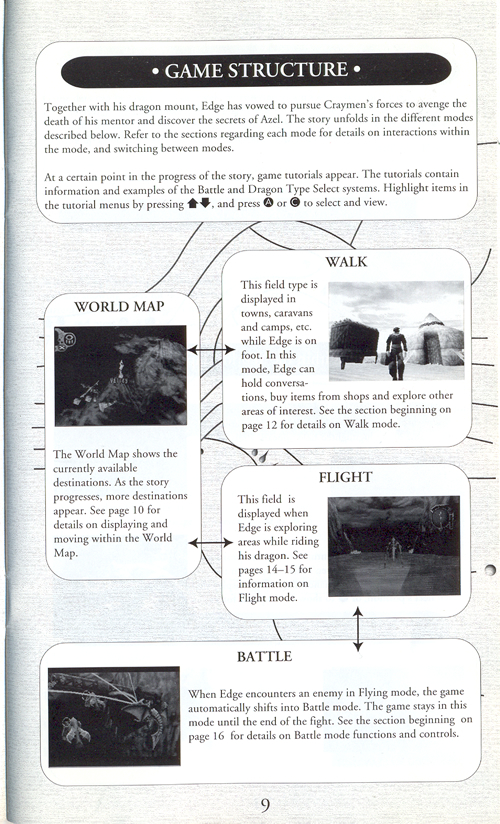 • GAME STRUCTURE •
Together with his dragon mount, Edge has vowed to pursue Craymen's forces to avenge the
death of his mentor and discover the secrets of Azel. The story unfolds in the different modes
described below. Refer to the sections regarding each mode for details on interactions within
the mode, and switching between modes.
At a certain point in the progress of the story, game tutorials appear. The tutorials contain
information and examples of the Battle and Dragon Type Select systems. Highlight items in
the tutorial menus by pressing ⬆⬇, and press A or C to select and view.
WORLD MAP
The World Map shows the
currently available
destinations. As the story
progresses, more destinations
appear. See page 10 for
details on displaying and
moving within the World
Map.
WALK
This field type is
displayed in
towns, caravans
and camps, etc.
while Edge is on
foot. In this
mode, Edge can
hold conversa-
tions, buy items from shops and explore other
areas of interest. See the section beginning on
page 12 for details on Walk mode.
FLIGHT
This field is
displayed when
Edge is exploring
areas while riding
his dragon. See
pages 14–15 for
information on
Flight mode.
BATTLE
When Edge encounters an enemy in Flying mode, the game
automatically shifts into Battle mode. The game stays in this
mode until the end of the fight. See the section beginning on
page 16 for details on Battle mode functions and controls.
9